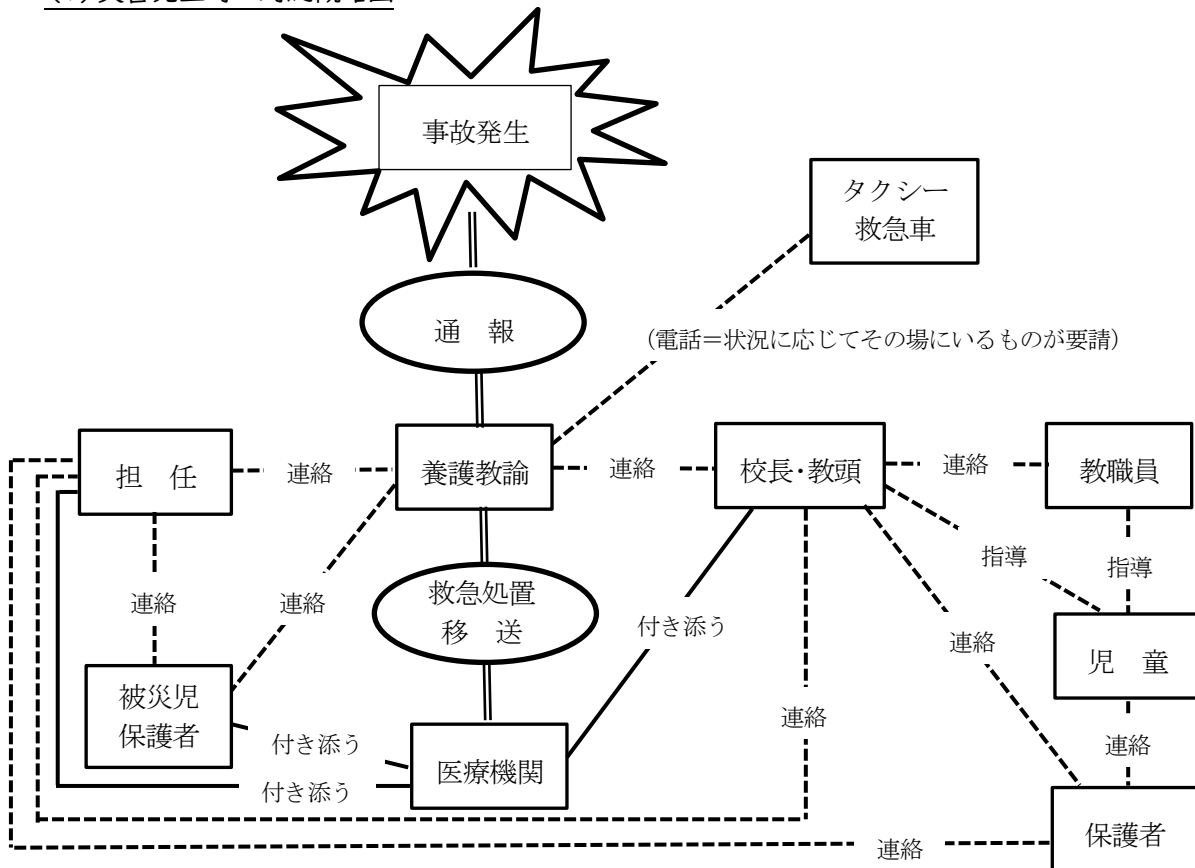 事故発生
タクシー
救急車
通 報
(電話=状況に応じてその場にいるものが要請)
担 任
連絡
養護教諭
連絡
校長・教頭
連絡
教職員
指導
指導
連絡
連絡
救急処置
移 送
付き添う
連絡
児 童
被災児
保護者
連絡
連絡
付き添う
医療機関
付き添う
保護者
連絡